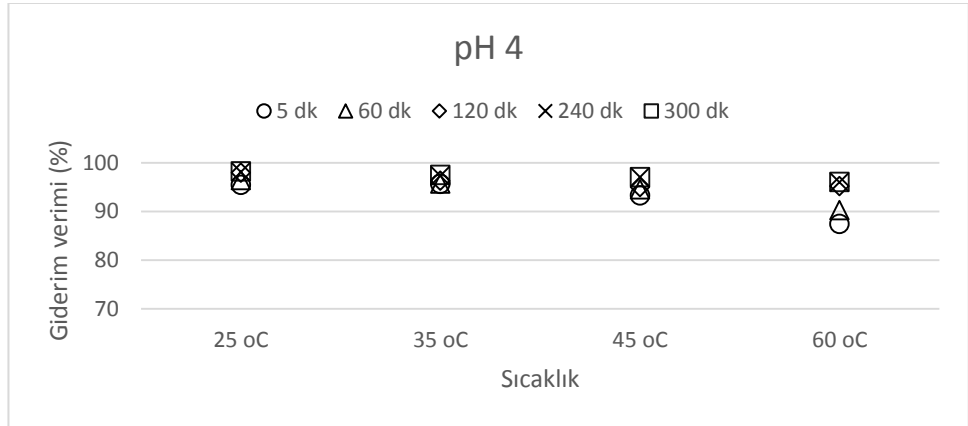 pH 4
5 dk 60 dk 120 dk 240 dk 300 dk
Giderim verimi (%)
100
90
80
70
25 oC 35 oC 45 oC 60 oC
Sıcaklık